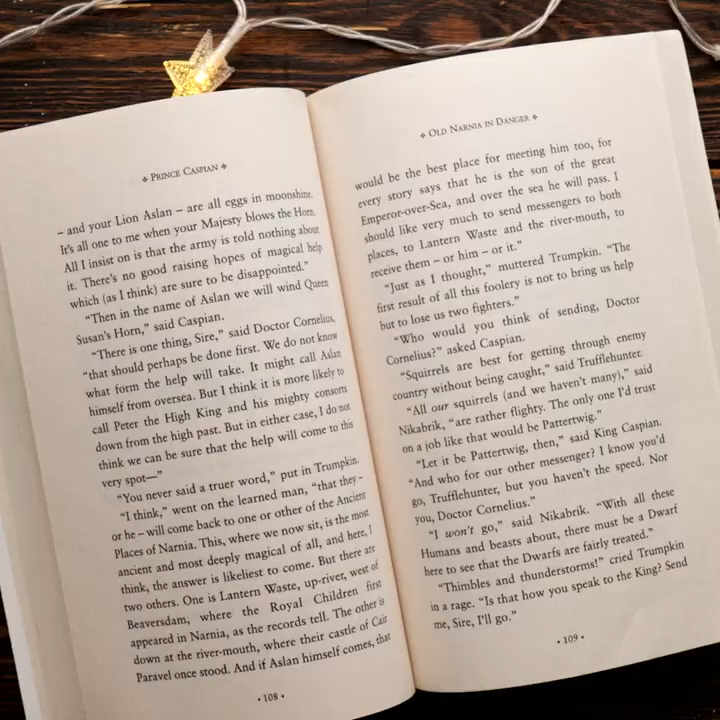 ❖ PRINCE CASPIAN ❖
– and your Lion Aslan – are all eggs in moonshine.
It's all one to me when your Majesty blows the Horn.
All I insist on is that the army is told nothing about
it. There's no good raising hopes of magical help
which (as I think) are sure to be disappointed."
"Then in the name of Aslan we will wind Queen
Susan's Horn," said Caspian.
"There is one thing, Sire," said Doctor Cornelius,
"that should perhaps be done first. We do not know
what form the help will take. It might call Aslan
himself from oversea. But I think it is more likely to
call Peter the High King and his mighty consorts
down from the high past. But in either case, I do not
think we can be sure that the help will come to this
very spot—"
"You never said a truer word," put in Trumpkin.
"I think," went on the learned man, "that they –
or he – will come back to one or other of the Ancient
Places of Narnia. This, where we now sit, is the most
ancient and most deeply magical of all, and here, I
think, the answer is likeliest to come. But there are
two others. One is Lantern Waste, up-river, west of
Beaversdam, where the Royal Children first
appeared in Narnia, as the records tell. The other is
down at the river-mouth, where their castle of Cair
Paravel once stood. And if Aslan himself comes, that
• 108 •
❖ OLD NARNIA IN DANGER ❖
would be the best place for meeting him too, for
every story says that he is the son of the great
Emperor-over-Sea, and over the sea he will pass. I
should like very much to send messengers to both
places, to Lantern Waste and the river-mouth, to
receive them – or him – or it."
"Just as I thought," muttered Trumpkin. "The
first result of all this foolery is not to bring us help
but to lose us two fighters."
"Who would you think of sending, Doctor
Cornelius?" asked Caspian.
"Squirrels are best for getting through enemy
country without being caught," said Trufflehunter.
"All our squirrels (and we haven't many)," said
Nikabrik, "are rather flighty. The only one I'd trust
on a job like that would be Pattertwig."
"Let it be Pattertwig, then," said King Caspian.
"And who for our other messenger? I know you'd
go, Trufflehunter, but you haven't the speed. Nor
you, Doctor Cornelius."
"I won't go," said Nikabrik. "With all these
Humans and beasts about, there must be a Dwarf
here to see that the Dwarfs are fairly treated."
"Thimbles and thunderstorms!" cried Trumpkin
in a rage. "Is that how you speak to the King? Send
me, Sire, I'll go."
• 109 •